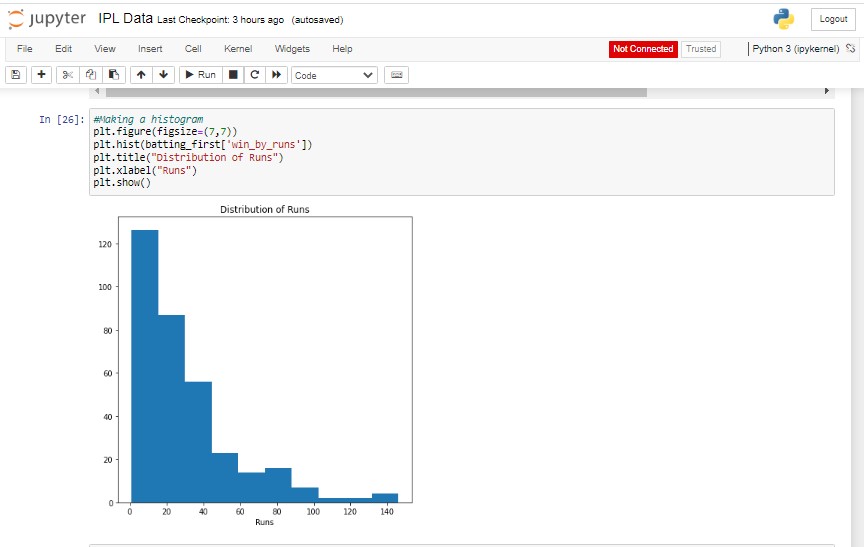 jupyter IPL Data Last Checkpoint: 3 hours ago (autosaved) Logout
File Edit View Insert Cell Kernel Widgets Help Not Connected Trusted Python 3 (ipykernel)
Run Code
In [26]: #Making a histogram
plt.figure(figsize=(7,7))
plt.hist(batting_first['win_by_runs'])
plt.title("Distribution of Runs")
plt.xlabel("Runs")
plt.show()
Distribution of Runs
120
100
80
60
40
20
0
0 20 40 60 80 100 120 140
Runs